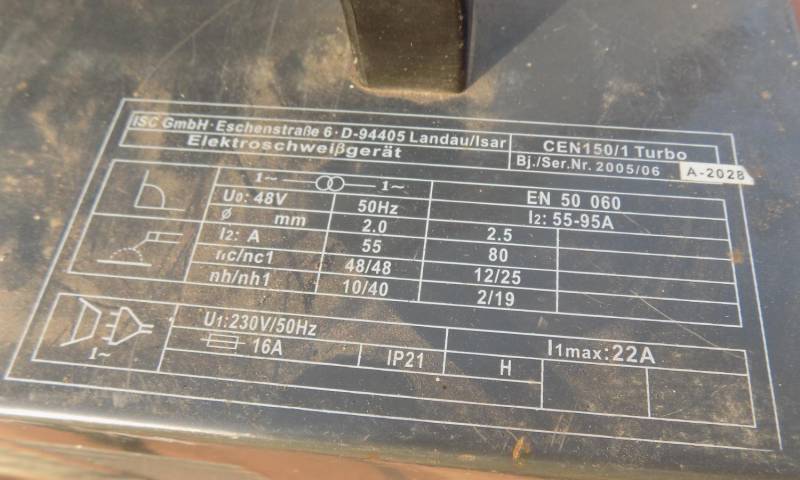 ISC GmbH · Eschenstraße 6 · D-94405 Landau/Isar
Elektroschweißgerät
CEN150/1 Turbo
Bj./Ser.Nr. 2005/06 A-2028
1~ 1~
EN 50 060
U0: 48V 50Hz I2: 55-95A
ø mm 2.0 2.5
I2: A 55 80
nc/nc1 48/48 12/25
nh/nh1 10/40 2/19
1~
U1:230V/50Hz I1max:22A
16A IP21 H